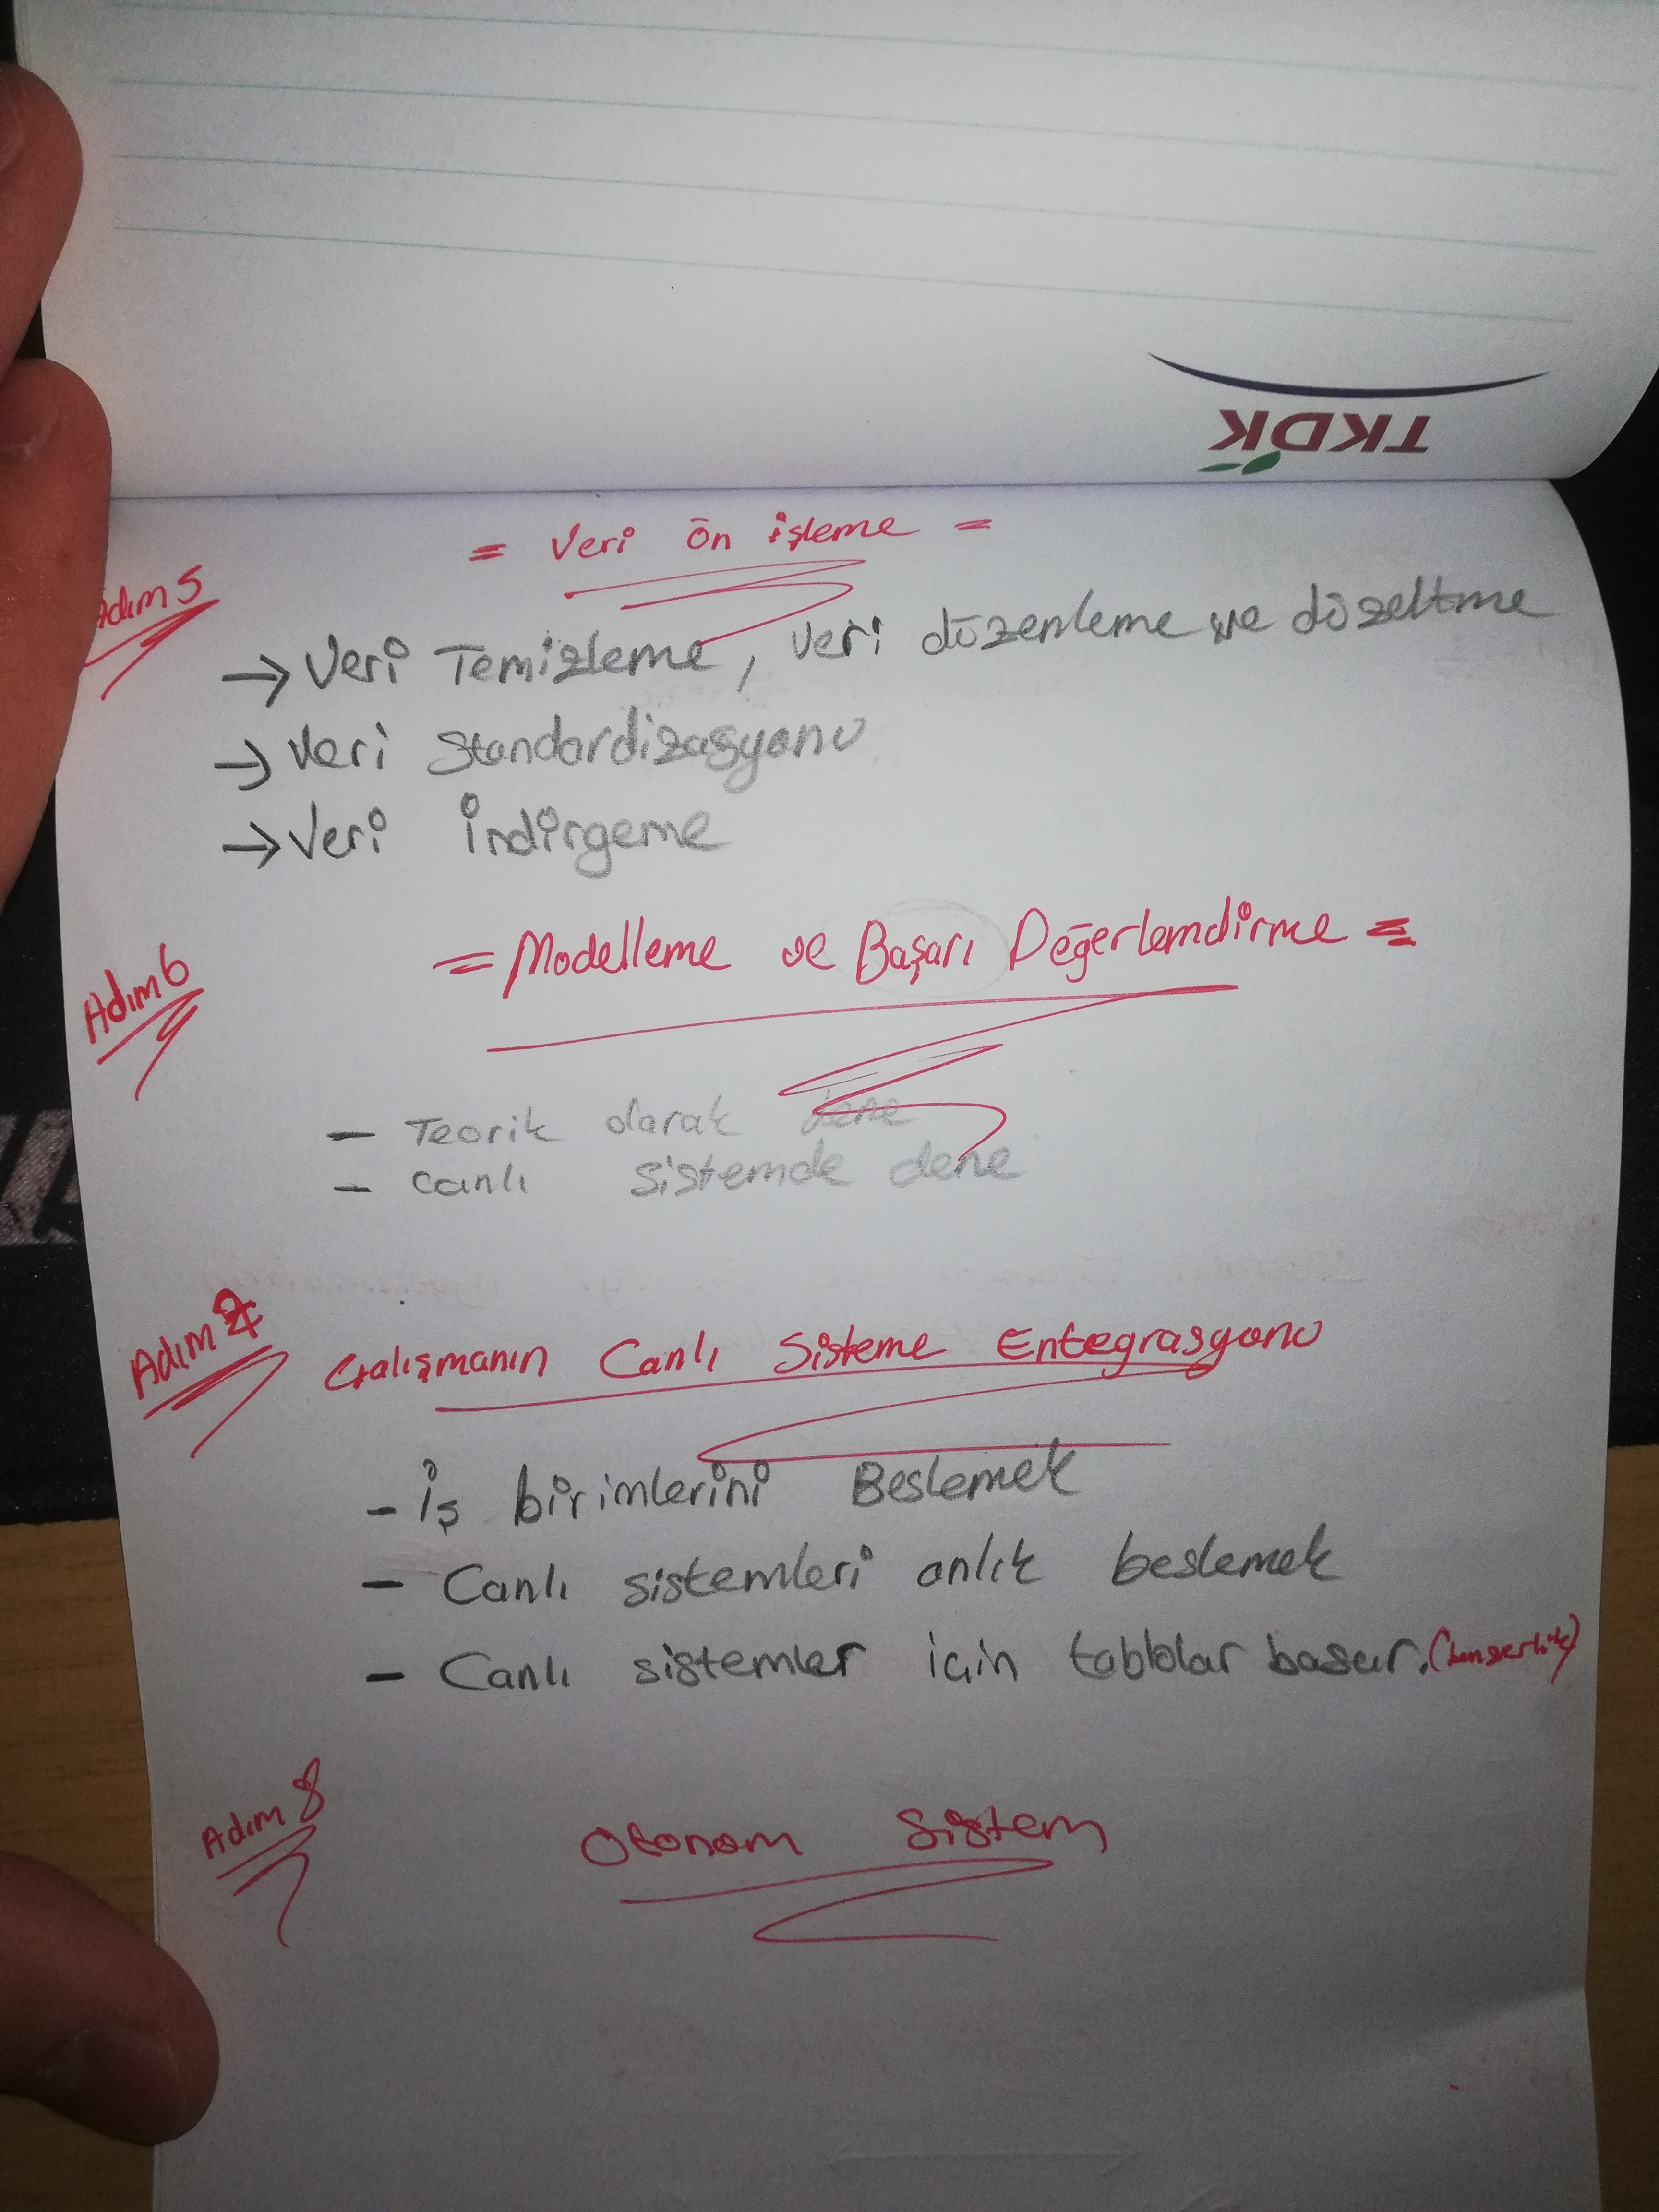 TKDK
= Veri Ön işleme =
Adım 5
→ Veri Temizleme, veri düzenleme ve düzeltme
→ Veri Standardizasyonu
→ Veri İndirgeme
= Modelleme ve Başarı Değerlemdirme =
Adım 6
- Teorik olarak dene
- Canlı sistemde dene
Adım 7
Çalışmanın Canlı Sisteme Entegrasyonu
- İş birimlerini Beslemek
- Canlı sistemleri anlık beslemek
- Canlı sistemler için tablolar basar.
Adım 8
Otonom Sistem